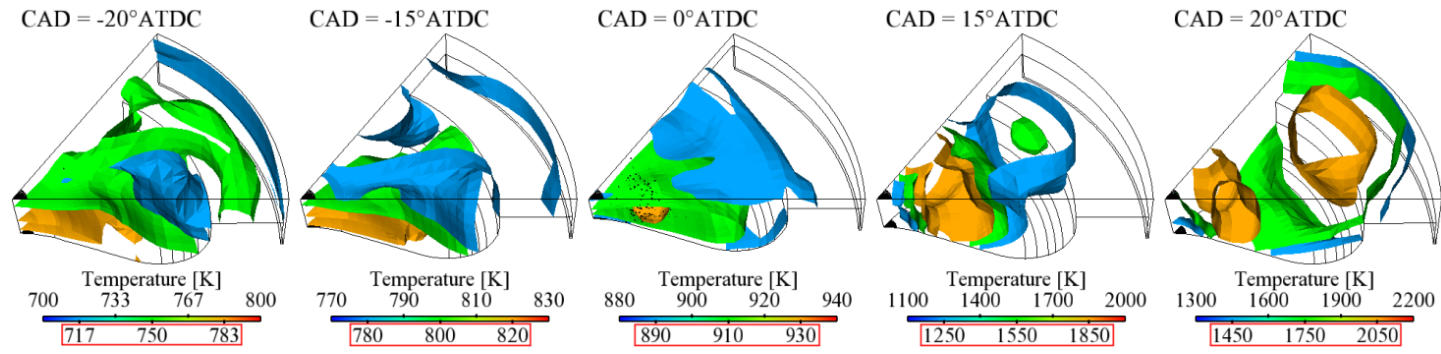 CAD = -20°ATDC
CAD = -15°ATDC
CAD = 0°ATDC
CAD = 15°ATDC
CAD = 20°ATDC
Temperature [K]
700 733 767 800
717 750 783
Temperature [K]
770 790 810 830
780 800 820
Temperature [K]
880 900 920 940
890 910 930
Temperature [K]
1100 1400 1700 2000
1250 1550 1850
Temperature [K]
1300 1600 1900 2200
1450 1750 2050